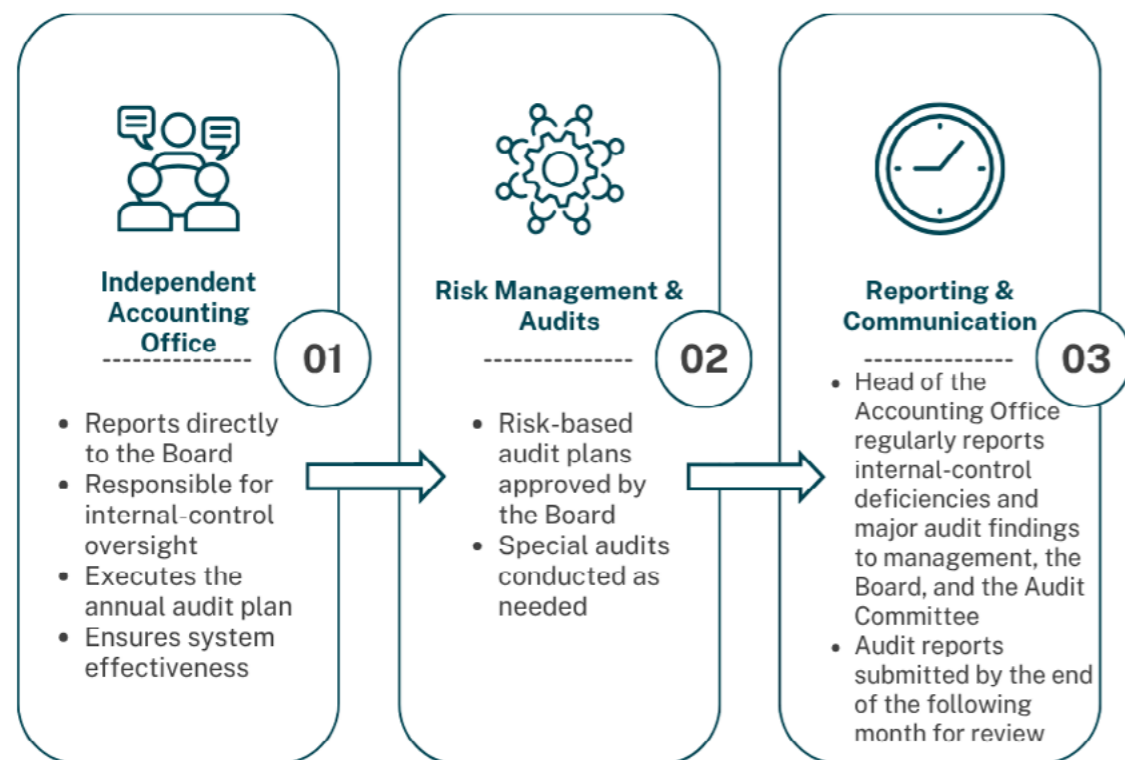 Independent
Accounting
Office
01
• Reports directly
to the Board
• Responsible for
internal-control
oversight
• Executes the
annual audit plan
• Ensures system
effectiveness
Risk Management &
Audits
02
• Risk-based
audit plans
approved by
the Board
• Special audits
conducted as
needed
Reporting &
Communication
03
• Head of the
Accounting Office
regularly reports
internal-control
deficiencies and
major audit findings
to management, the
Board, and the Audit
Committee
• Audit reports
submitted by the end
of the following
month for review